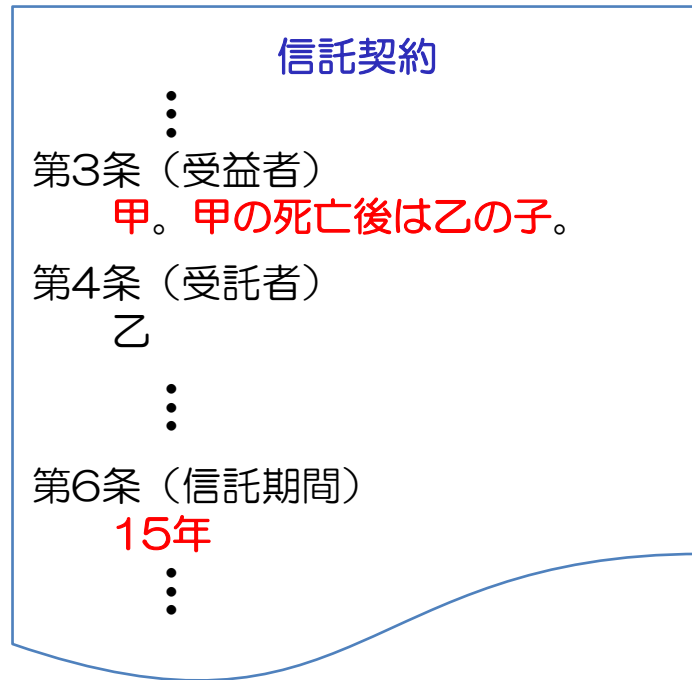 信託契約
⋮
第3条（受益者）
甲。甲の死亡後は乙の子。
第4条（受託者）
乙
⋮
第6条（信託期間）
15年
⋮